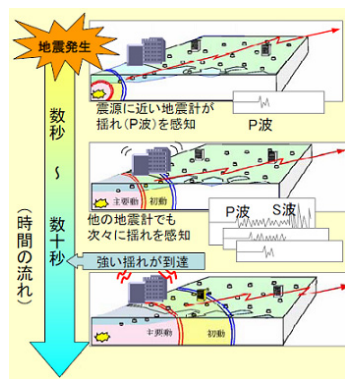 地震発生
数秒
～
数十秒
（時間の流れ）
震源に近い地震計が
揺れ（P波）を感知
P波
主要動
初動
P波
S波
他の地震計でも
次々に揺れを感知
強い揺れが到達
主要動
初動